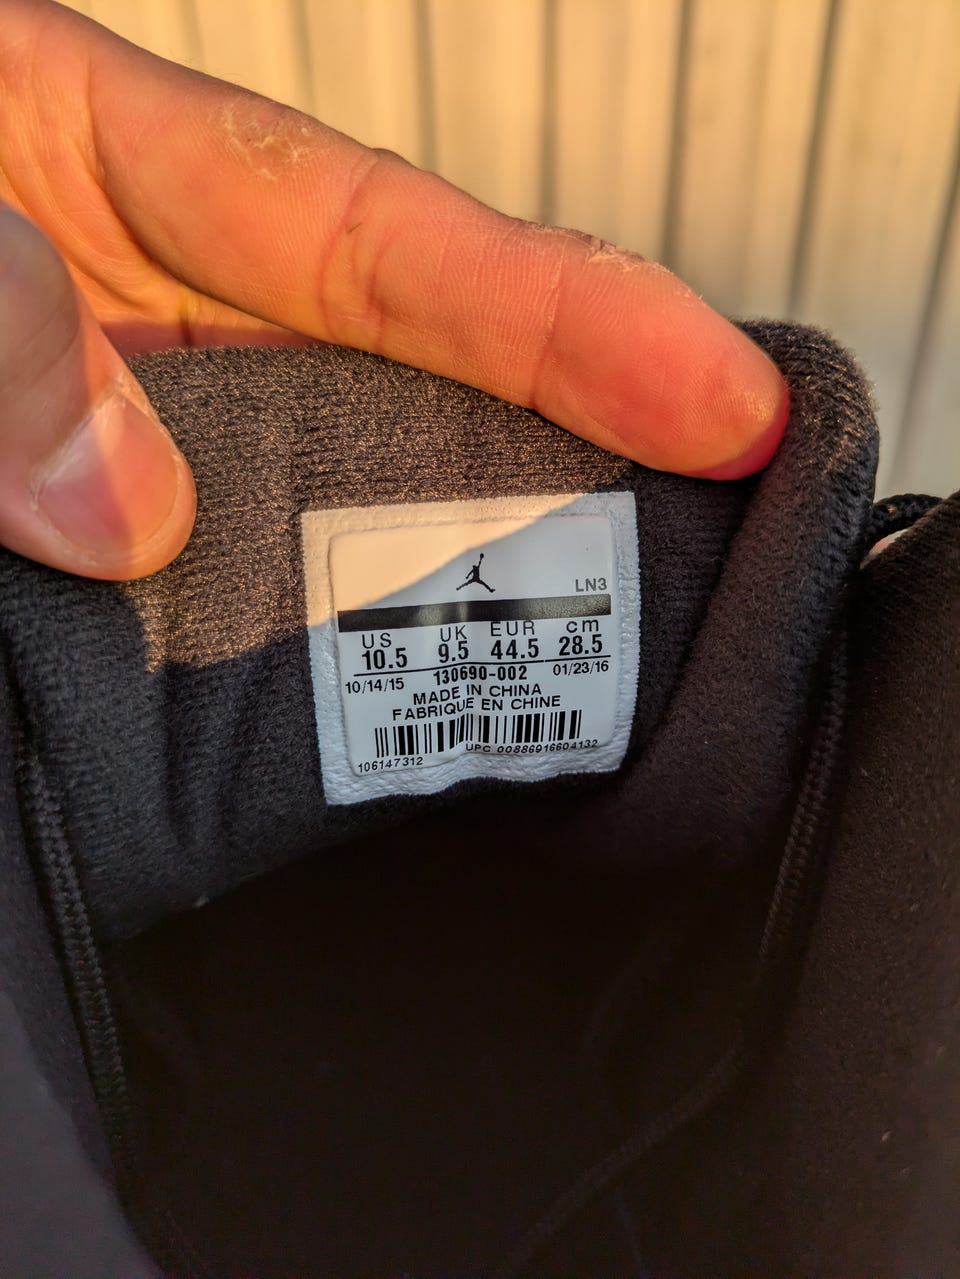 LN3
US UK EUR cm
10.5 9.5 44.5 28.5
10/14/15 130690-002 01/23/16
MADE IN CHINA
FABRIQUE EN CHINE
UPC 00886916604132
106147312